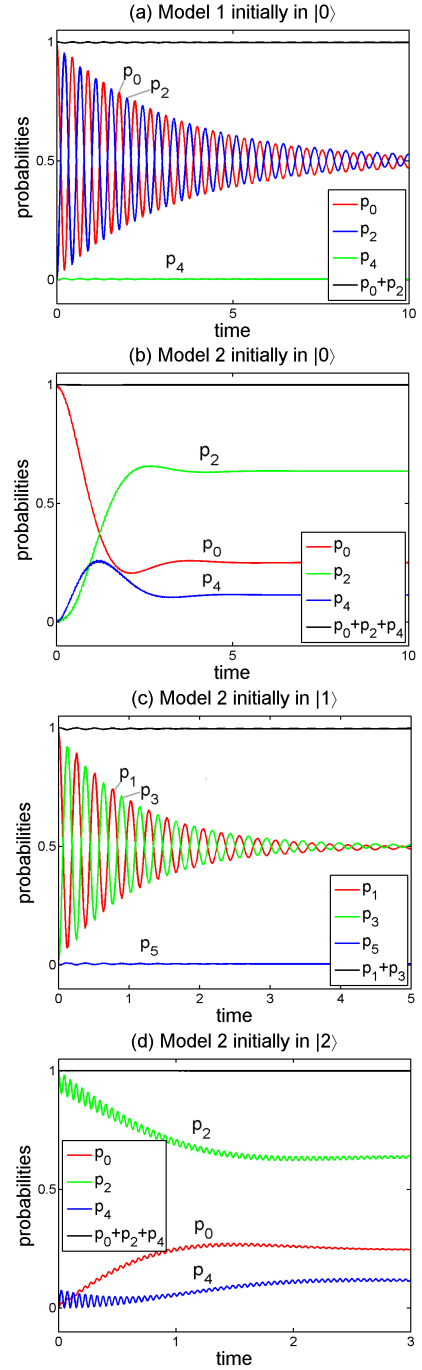 (a) Model 1 initially in |0⟩
probabilities
1
0.5
0
p0
p2
p4
p0
p2
p4
p0+p2
0
5
10
time
(b) Model 2 initially in |0⟩
probabilities
1
0.5
0
p2
p0
p4
p0
p2
p4
p0+p2+p4
0
5
10
time
(c) Model 2 initially in |1⟩
probabilities
1
0.5
0
p1
p3
p5
p1
p3
p5
p1+p3
0
1
2
3
4
5
time
(d) Model 2 initially in |2⟩
probabilities
1
0.5
0
p2
p0
p2
p4
p0+p2+p4
p0
p4
0
1
2
3
time